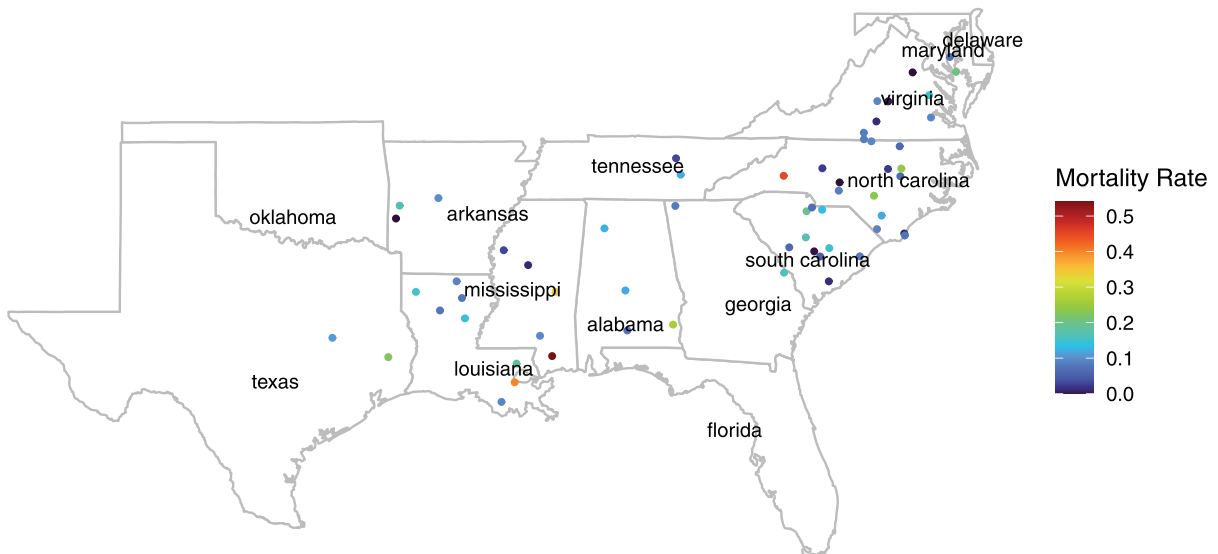 delaware
maryland
virginia
tennessee
north carolina
oklahoma
arkansas
south carolina
mississippi
georgia
alabama
louisiana
texas
florida
Mortality Rate
0.5
0.4
0.3
0.2
0.1
0.0